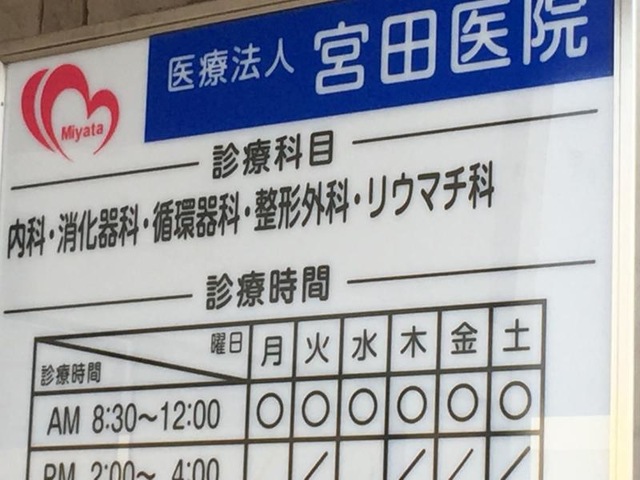 医療法人 宮田医院
Miyata
診療科目
内科・消化器科・循環器科・整形外科・リウマチ科
診療時間
曜日 月 火 水 木 金 土
診療時間
AM 8:30～12:00 ○ ○ ○ ○ ○ ○
PM 2:00～ 4:00 ／ ／ ／ ／